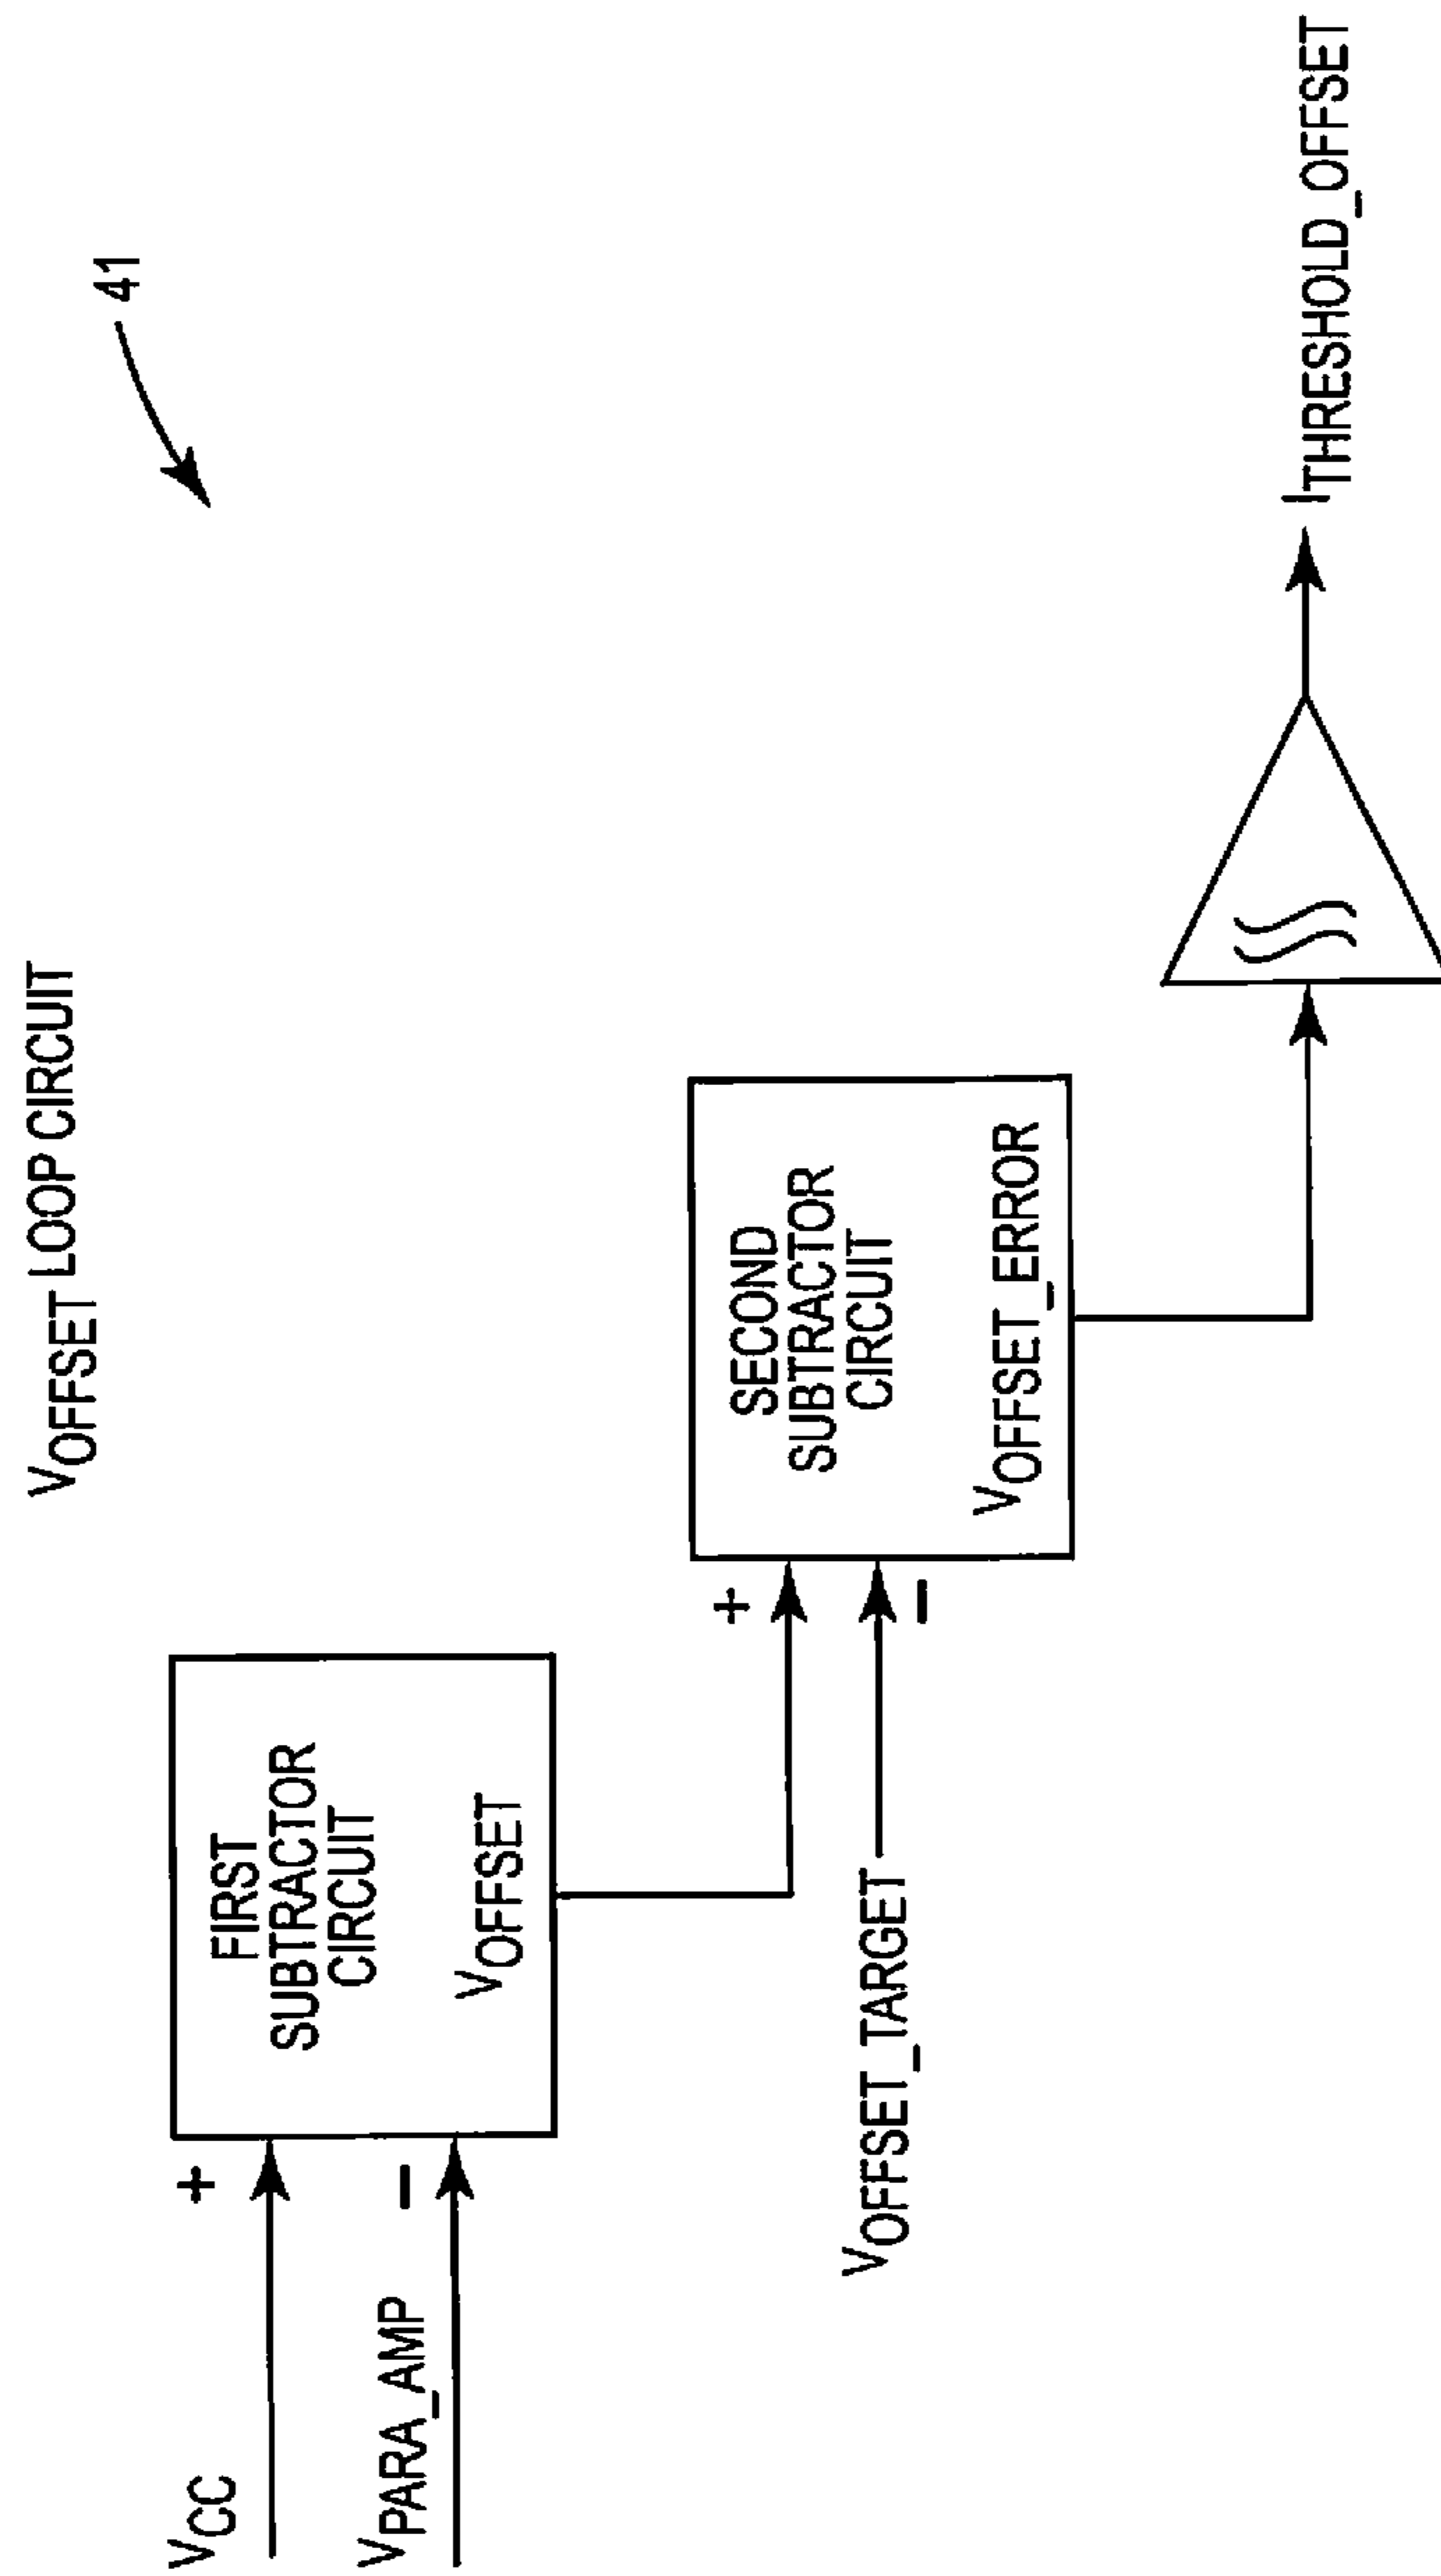 VOFFSET LOOP CIRCUIT
41
VCC
+
VPARA_AMP
−
FIRST
SUBTRACTOR
CIRCUIT
VOFFSET
+
VOFFSET_TARGET
−
SECOND
SUBTRACTOR
CIRCUIT
VOFFSET_ERROR
ITHRESHOLD_OFFSET